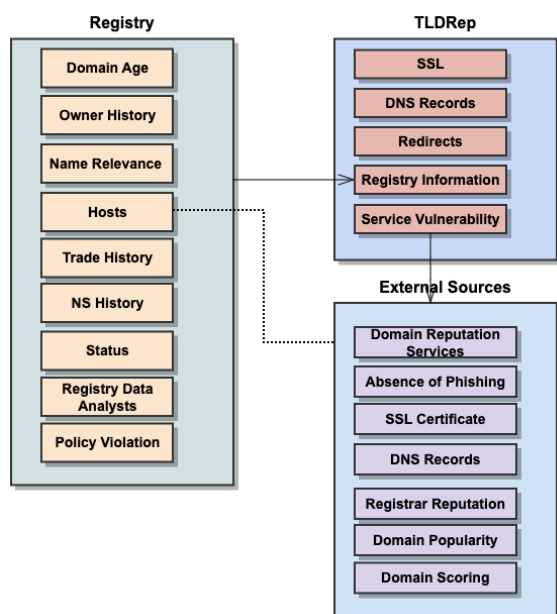 Registry
Domain Age
Owner History
Name Relevance
Hosts
Trade History
NS History
Status
Registry Data
Analysts
Policy Violation
TLDRep
SSL
DNS Records
Redirects
Registry Information
Service Vulnerability
External Sources
Domain Reputation
Services
Absence of Phishing
SSL Certificate
DNS Records
Registrar Reputation
Domain Popularity
Domain Scoring